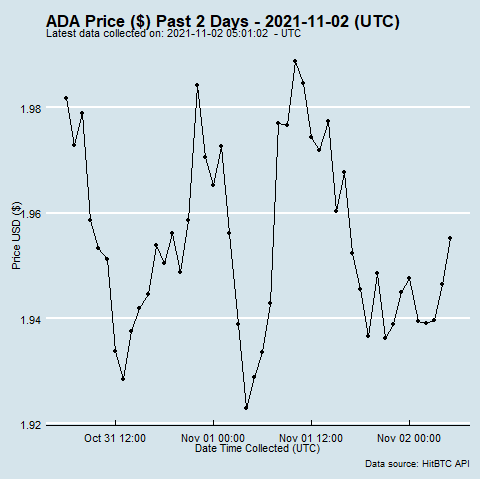 ADA Price ($) Past 2 Days - 2021-11-02 (UTC)
Latest data collected on: 2021-11-02 05:01:02 - UTC
1.98
1.96
1.94
1.92
Price USD ($)
Oct 31 12:00
Nov 01 00:00
Nov 01 12:00
Nov 02 00:00
Date Time Collected (UTC)
Data source: HitBTC API